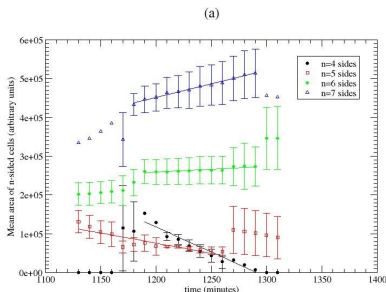 (a)
Mean area of n-sided cells (arbitrary units)
6e+05
5e+05
4e+05
3e+05
2e+05
1e+05
0e+00
n=4 sides
n=5 sides
n=6 sides
n=7 sides
1100 1150 1200 1250 1300 1350 1400
time (minutes)